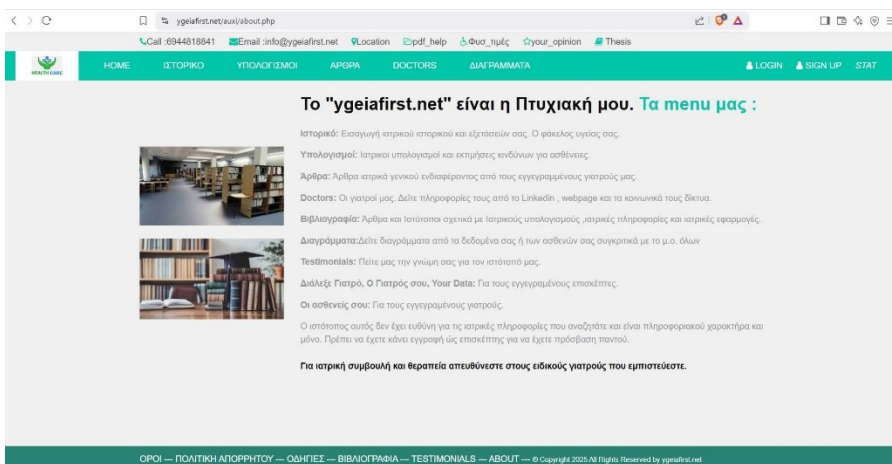 ygeiafirst.net/auxi/about.php
Call :6944818841 Email :info@ygeiafirst.net Location pdf_help Φυσ_τιμές your_opinion Thesis
HEALTH CARE HOME ΙΣΤΟΡΙΚΟ ΥΠΟΛΟΓΙΣΜΟΙ ΑΡΘΡΑ DOCTORS ΔΙΑΓΡΑΜΜΑΤΑ LOGIN SIGN UP STAT
Το "ygeiafirst.net" είναι η Πτυχιακή μου. Τα menu μας :
Ιστορικό: Εισαγωγή ιατρικού ιστορικού και εξετάσεών σας. Ο φάκελος υγείας σας.
Υπολογισμοί: Ιατρικοι υπολογισμοί και εκτιμήσεις κινδύνων για ασθένειες.
Άρθρα: Άρθρα ιατρικά γενικού ενδιαφέροντος από τους εγγεγραμμένους γιατρούς μας.
Doctors: Οι γιατροί μας. Δείτε πληροφορίες τους από το Linkedin , webpage και τα κοινωνικά τους δίκτυα.
Βιβλιογραφία: Άρθρα και Ιστότοποι σχετικά με Ιατρικούς υπολογισμούς ,ιατρικές πληροφορίες και ιατρικές εφαρμογές.
Διαγράμματα:Δείτε διαγράμματα από τα δεδομένα σας ή των ασθενών σας συγκριτικά με το μ.ο. όλων
Testimonials: Πείτε μας την γνώμη σας για τον ιστότοπό μας.
Διάλεξε Γιατρό, Ο Γιατρός σου, Your Data: Για τους εγγεγραμένους επισκέπτες.
Οι ασθενείς σου: Για τους εγγεγραμένους γιατρούς.
Ο ιστότοπος αυτός δεν έχει ευθύνη για τις ιατρικές πληροφορίες που αναζητάτε και είναι πληροφοριακού χαρακτήρα και
μόνο. Πρέπει να έχετε κάνει εγγραφή ώς επισκέπτης για να έχετε πρόσβαση παντού.
Για ιατρική συμβουλή και θεραπεία απευθύνεστε στους ειδικούς γιατρούς που εμπιστεύεστε.
ΟΡΟΙ --- ΠΟΛΙΤΙΚΗ ΑΠΟΡΡΗΤΟΥ --- ΟΔΗΓΙΕΣ --- ΒΙΒΛΙΟΓΡΑΦΙΑ --- TESTIMONIALS --- ABOUT --- © Copyright 2025 All Rights Reserved by ygeiafirst.net